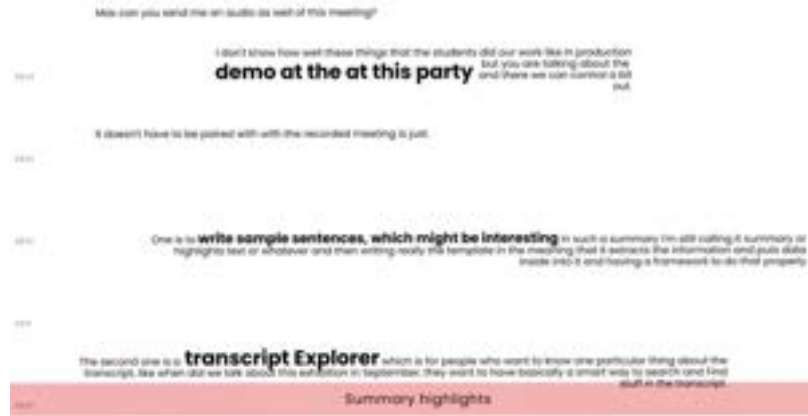 can you send me an audio as well of this meeting?
I don't know how well these things that the students did our work like in production
demo at the at this party but you are talking about the
and there we can cannot a bit
out.
It doesn't have to be paired with with the recorded meeting is just.
One is to write sample sentences, which might be interesting in such a summary I'm still calling it summary or
highlights text or whatever and then writing really the template in the meaning that it extracts the information and puts data
inside into it and having a framework to do that properly
The second one is a transcript Explorer which is for people who want to know one particular thing about the
transcript, like when did we talk about this exhibition in September, they want to have basically a smart way to search and find
stuff in the transcript.
Summary highlights